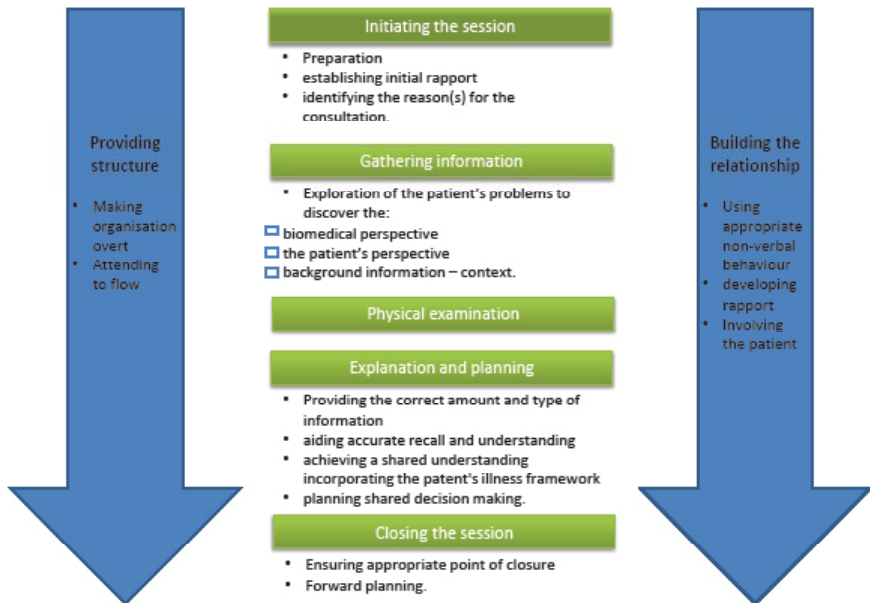 Providing
structure
• Making
organisation
overt
• Attending
to flow
Initiating the session
• Preparation
• establishing initial rapport
• identifying the reason(s) for the
consultation.
Gathering information
• Exploration of the patient's problems to
discover the:
biomedical perspective
the patient's perspective
background information – context.
Physical examination
Explanation and planning
• Providing the correct amount and type of
information
• aiding accurate recall and understanding
• achieving a shared understanding
incorporating the patent's illness framework
• planning shared decision making.
Closing the session
• Ensuring appropriate point of closure
• Forward planning.
Building the
relationship
• Using
appropriate
non-verbal
behaviour
• developing
rapport
• Involving
the patient